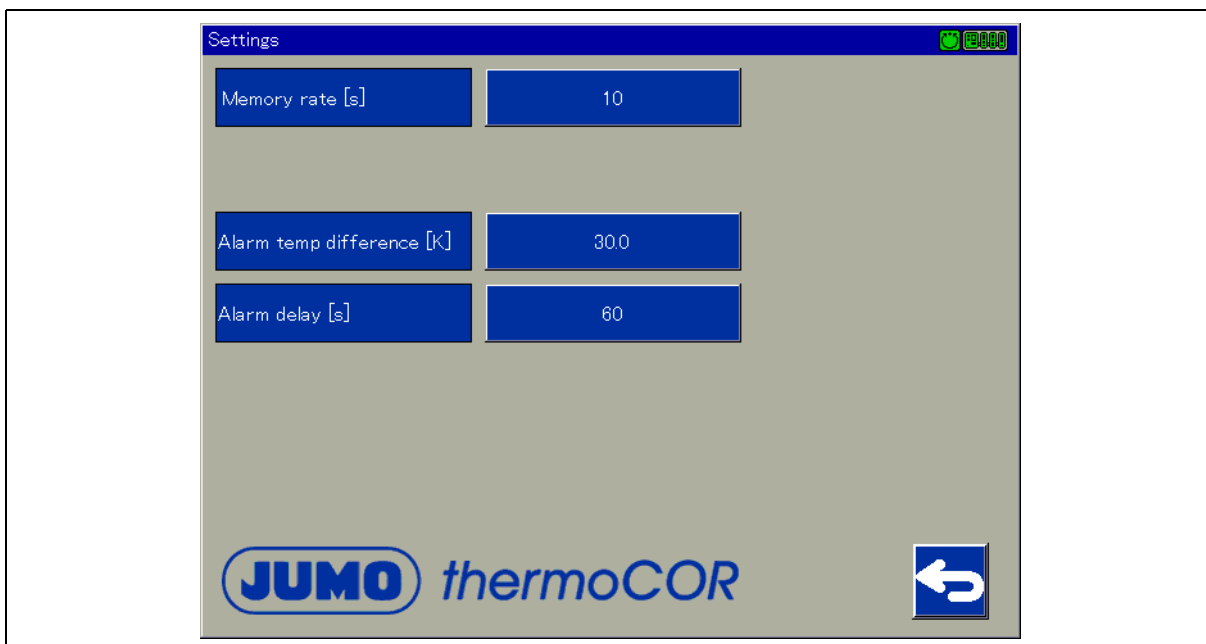 Settings
Memory rate [s] 10
Alarm temp difference [K] 30.0
Alarm delay [s] 60
JUMO thermoCOR